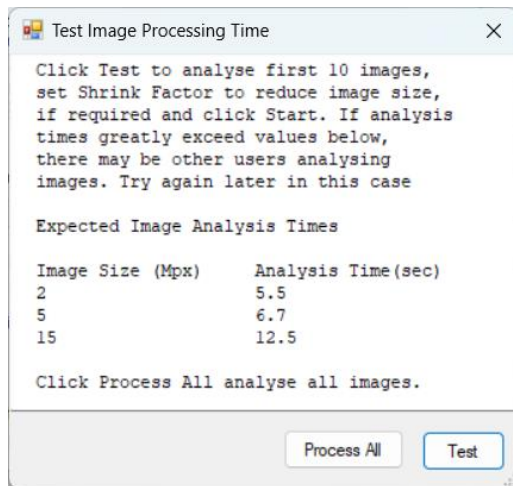 Test Image Processing Time
Click Test to analyse first 10 images,
set Shrink Factor to reduce image size,
if required and click Start. If analysis
times greatly exceed values below,
there may be other users analysing
images. Try again later in this case
Expected Image Analysis Times
Image Size (Mpx) Analysis Time(sec)
2 5.5
5 6.7
15 12.5
Click Process All analyse all images.
Process All Test